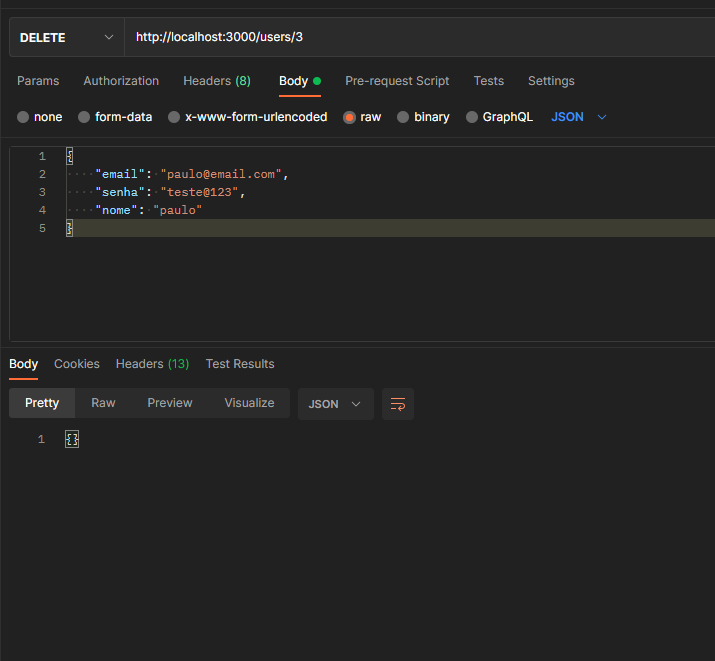 DELETE http://localhost:3000/users/3
Params Authorization Headers (8) Body Pre-request Script Tests Settings
none form-data x-www-form-urlencoded raw binary GraphQL JSON
1 {
2 "email": "paulo@email.com",
3 "senha": "teste@123",
4 "nome": "paulo"
5 }
Body Cookies Headers (13) Test Results
Pretty Raw Preview Visualize JSON
1 {}